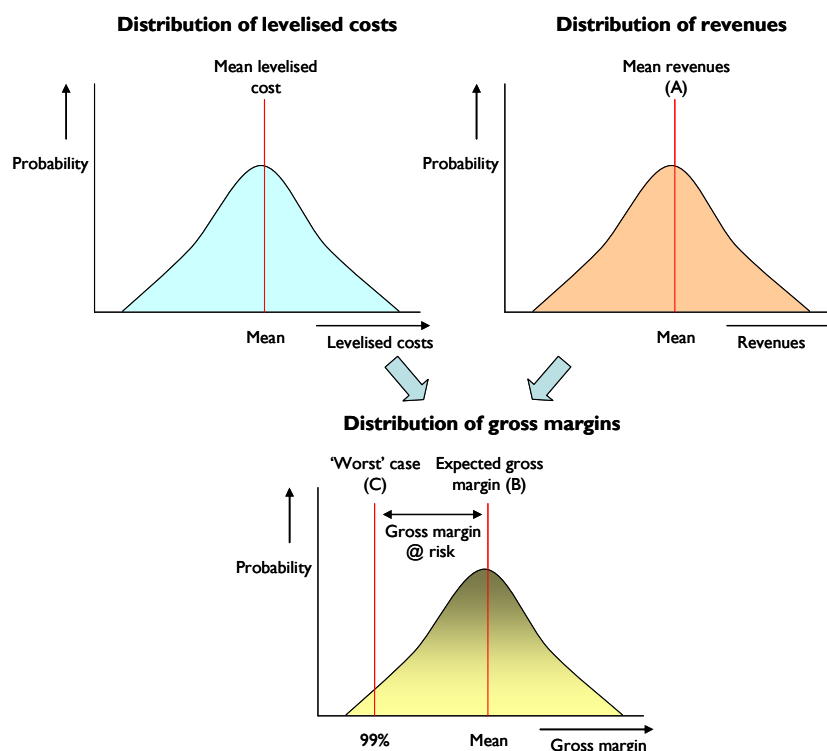 Distribution of levelised costs
Mean levelised
cost
Probability
Mean
Levelised costs
Distribution of revenues
Mean revenues
(A)
Probability
Mean
Revenues
Distribution of gross margins
‘Worst’ case
(C)
Expected gross
margin (B)
Gross margin
@ risk
Probability
99%
Mean
Gross margin